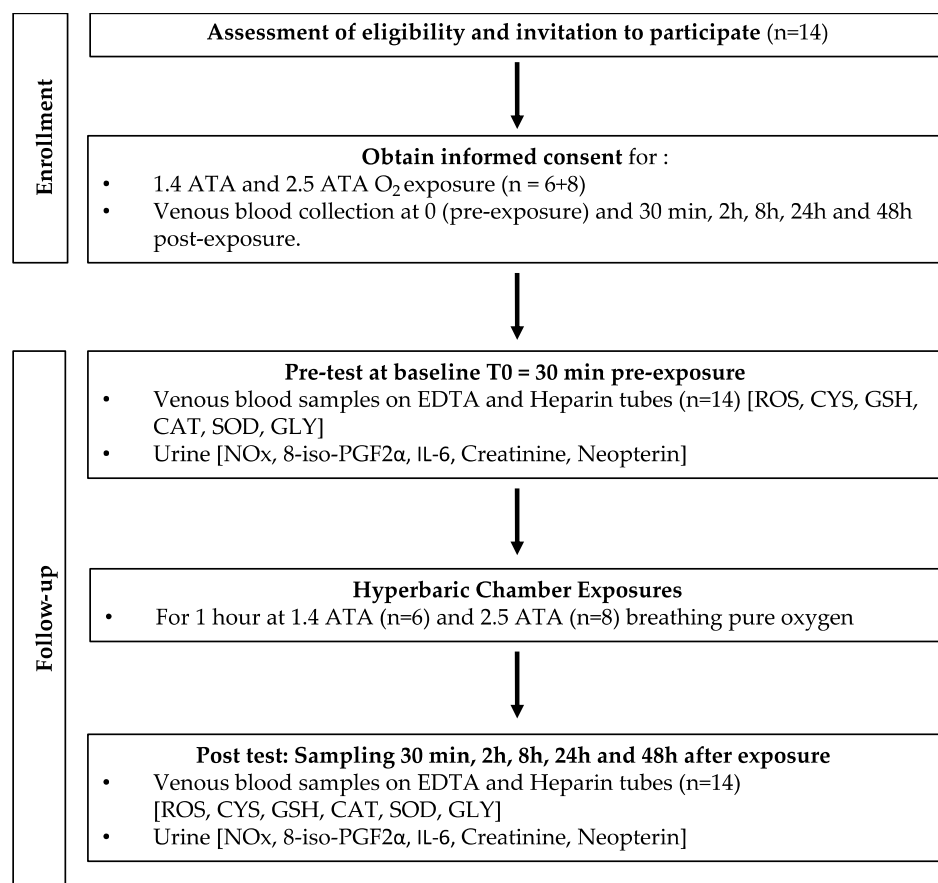 Enrollment
Assessment of eligibility and invitation to participate (n=14)
Obtain informed consent for :
• 1.4 ATA and 2.5 ATA O₂ exposure (n = 6+8)
• Venous blood collection at 0 (pre-exposure) and 30 min, 2h, 8h, 24h and 48h
post-exposure.
Follow-up
Pre-test at baseline T0 = 30 min pre-exposure
• Venous blood samples on EDTA and Heparin tubes (n=14) [ROS, CYS, GSH,
CAT, SOD, GLY]
• Urine [NOx, 8-iso-PGF2α, IL-6, Creatinine, Neopterin]
Hyperbaric Chamber Exposures
• For 1 hour at 1.4 ATA (n=6) and 2.5 ATA (n=8) breathing pure oxygen
Post test: Sampling 30 min, 2h, 8h, 24h and 48h after exposure
• Venous blood samples on EDTA and Heparin tubes (n=14)
[ROS, CYS, GSH, CAT, SOD, GLY]
• Urine [NOx, 8-iso-PGF2α, IL-6, Creatinine, Neopterin]